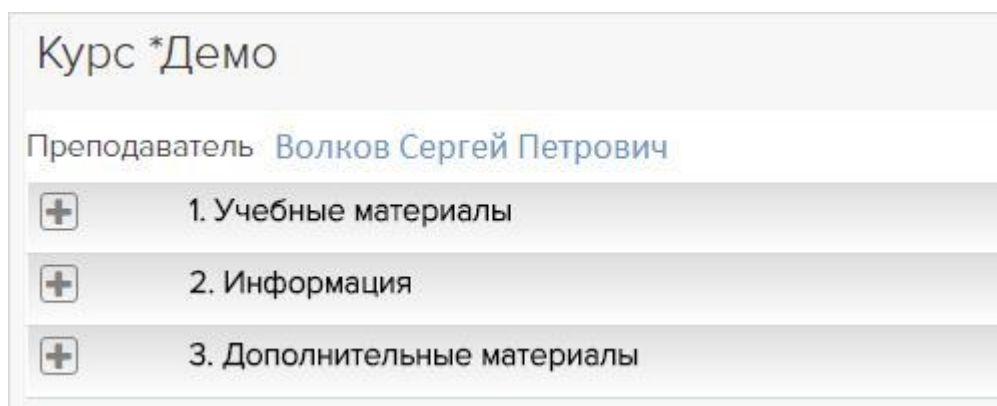 Курс *Демо
Преподаватель Волков Сергей Петрович
1. Учебные материалы
2. Информация
3. Дополнительные материалы